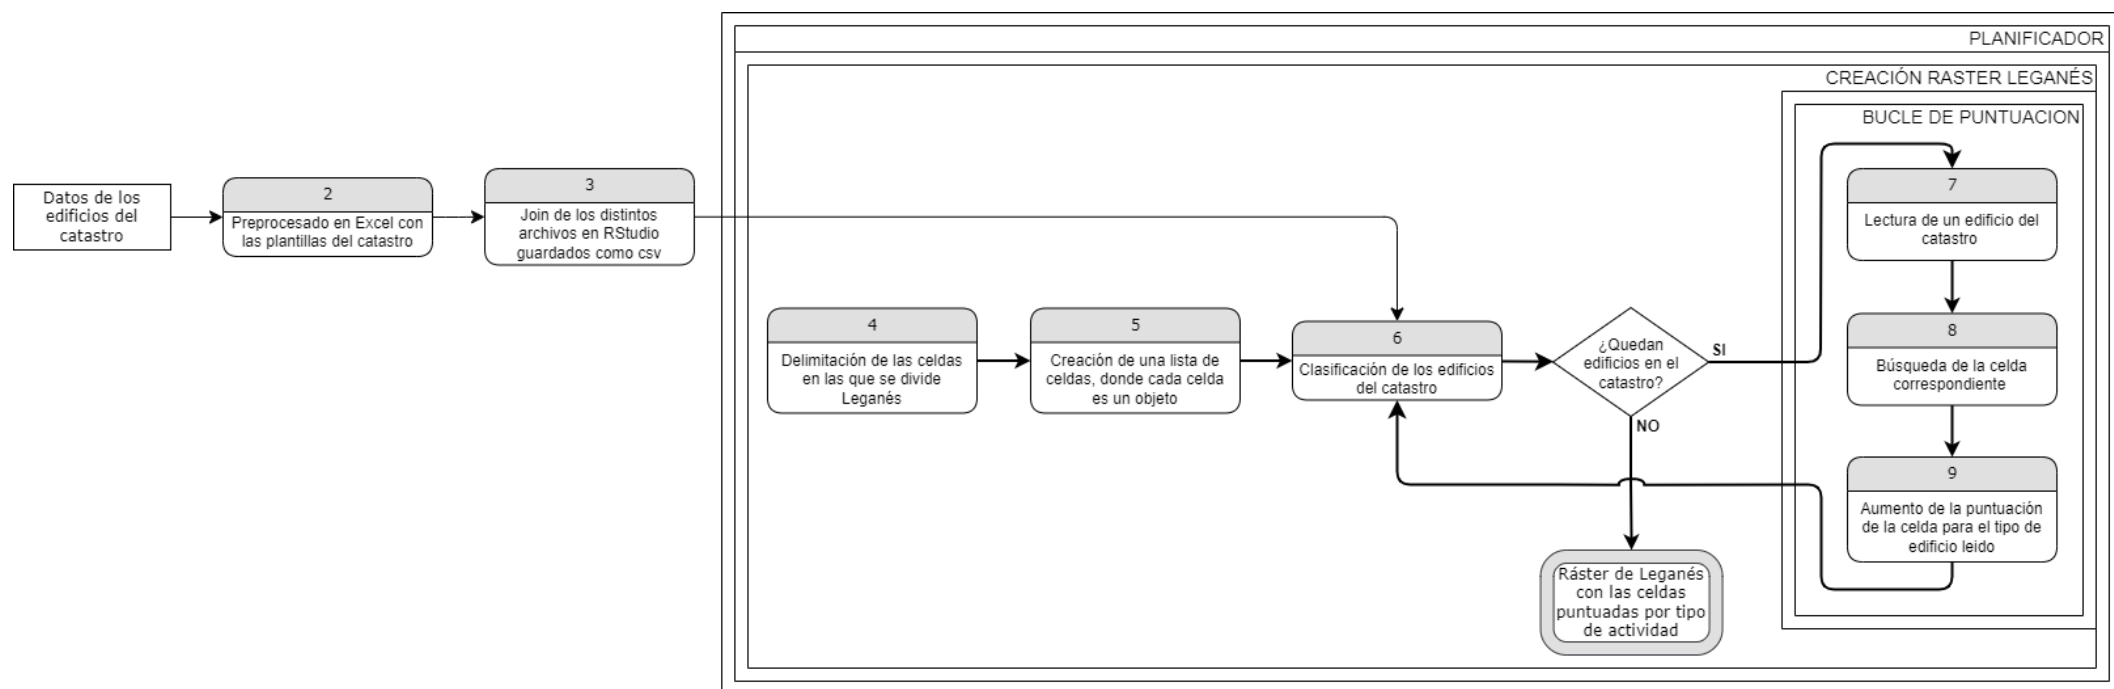 PLANIFICADOR
CREACIÓN RASTER LEGANÉS
BUCLE DE PUNTUACION
Datos de los
edificios del
catastro
2
Preprocesado en Excel con
las plantillas del catastro
3
Join de los distintos
archivos en RStudio
guardados como csv
4
Delimitación de las celdas
en las que se divide
Leganés
5
Creación de una lista de
celdas, donde cada celda
es un objeto
6
Clasificación de los edificios
del catastro
¿Quedan
edificios en el
catastro?
SI
NO
7
Lectura de un edificio del
catastro
8
Búsqueda de la celda
correspondiente
9
Aumento de la puntuación
de la celda para el tipo de
edificio leido
Ráster de Leganés
con las celdas
puntuadas por tipo
de actividad